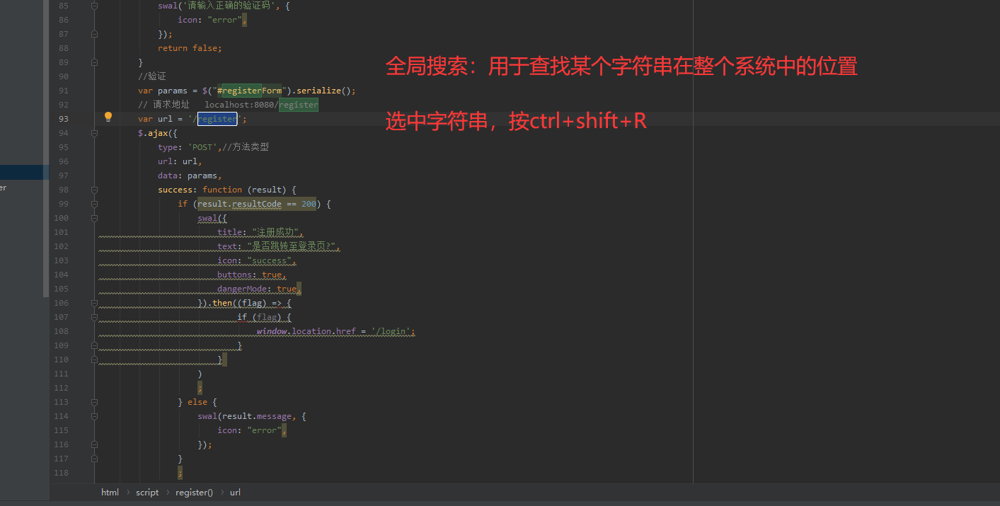 85 swal('请输入正确的验证码', {
86 icon: "error",
87 });
88 return false;
89 }
90 //验证
91 var params = $("#registerForm").serialize();
92 // 请求地址 localhost:8080/register
93 var url = '/register';
94 $.ajax({
95 type: 'POST',//方法类型
96 url: url,
97 data: params,
98 success: function (result) {
99 if (result.resultCode == 200) {
100 swal({
101 title: "注册成功",
102 text: "是否跳转至登录页?",
103 icon: "success",
104 buttons: true,
105 dangerMode: true,
106 }).then((flag) => {
107 if (flag) {
108 window.location.href = '/login';
109 }
110 }
111 )
112 ;
113 } else {
114 swal(result.message, {
115 icon: "error",
116 });
117 }
118 ;
全局搜索：用于查找某个字符串在整个系统中的位置
选中字符串，按ctrl+shift+R
er
html › script › register() › url